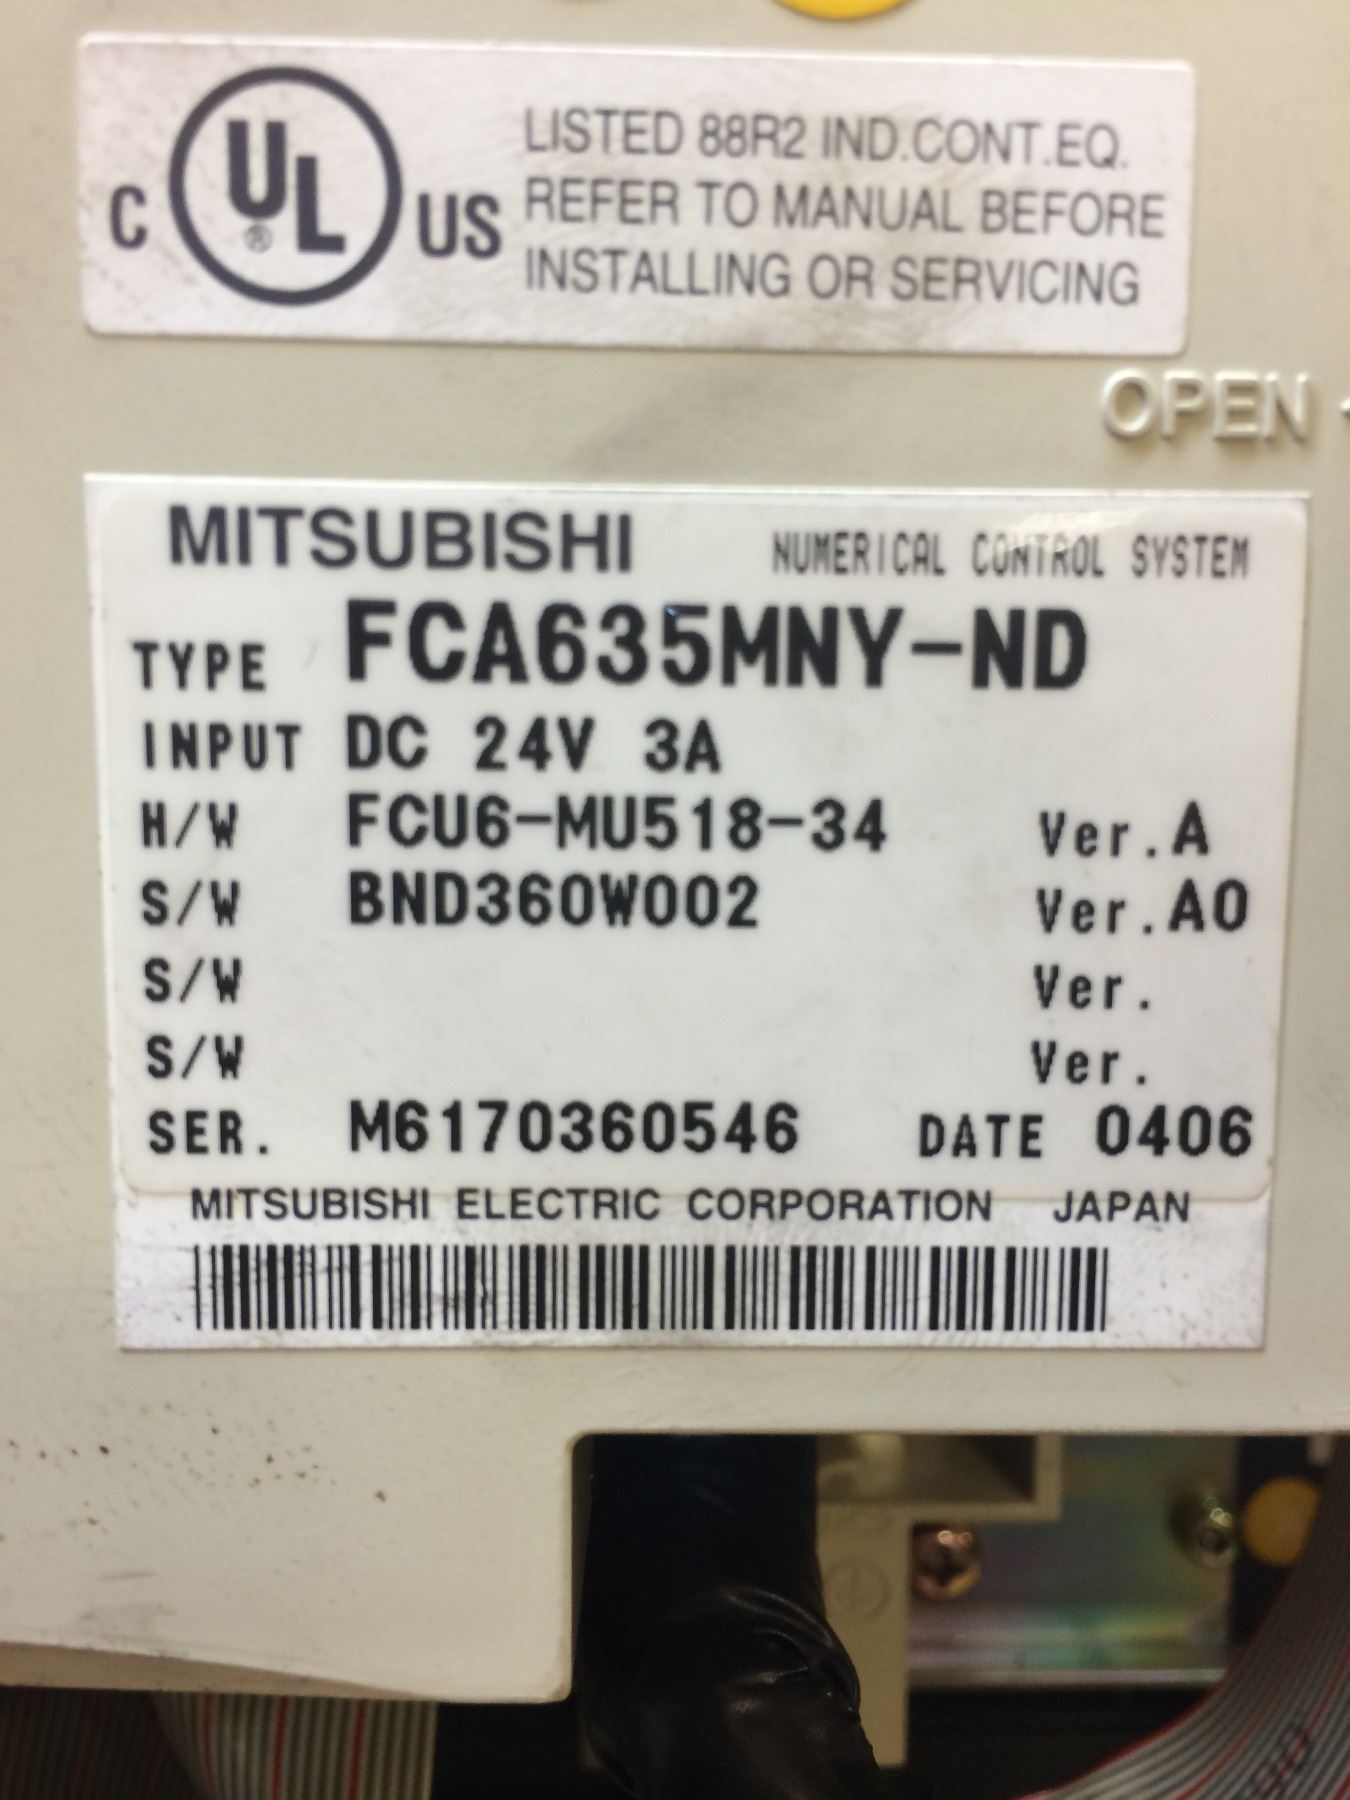 C UL® US
LISTED 88R2 IND.CONT.EQ.
REFER TO MANUAL BEFORE
INSTALLING OR SERVICING
OPEN
MITSUBISHI NUMERICAL CONTROL SYSTEM
TYPE FCA635MNY-ND
INPUT DC 24V 3A
H/W FCU6-MU518-34 Ver.A
S/W BND360W002 Ver.A0
S/W Ver.
S/W Ver.
SER. M6170360546 DATE 0406
MITSUBISHI ELECTRIC CORPORATION JAPAN